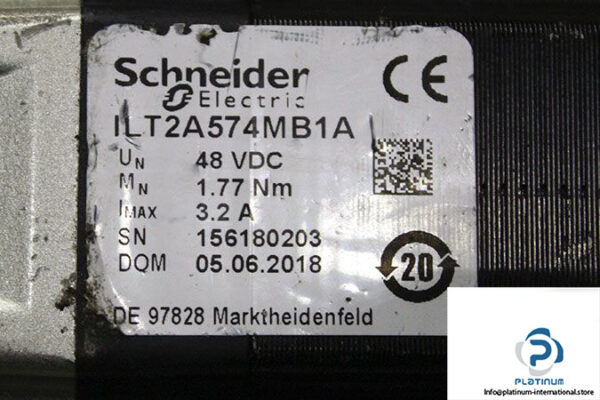 Schneider
Electric
CE
ILT2A574MB1A
UN 48 VDC
MN 1.77 Nm
IMAX 3.2 A
SN 156180203
DOM 05.06.2018
20
DE 97828 Marktheidenfeld
P
PLATINUM
Info@platinum-international.store